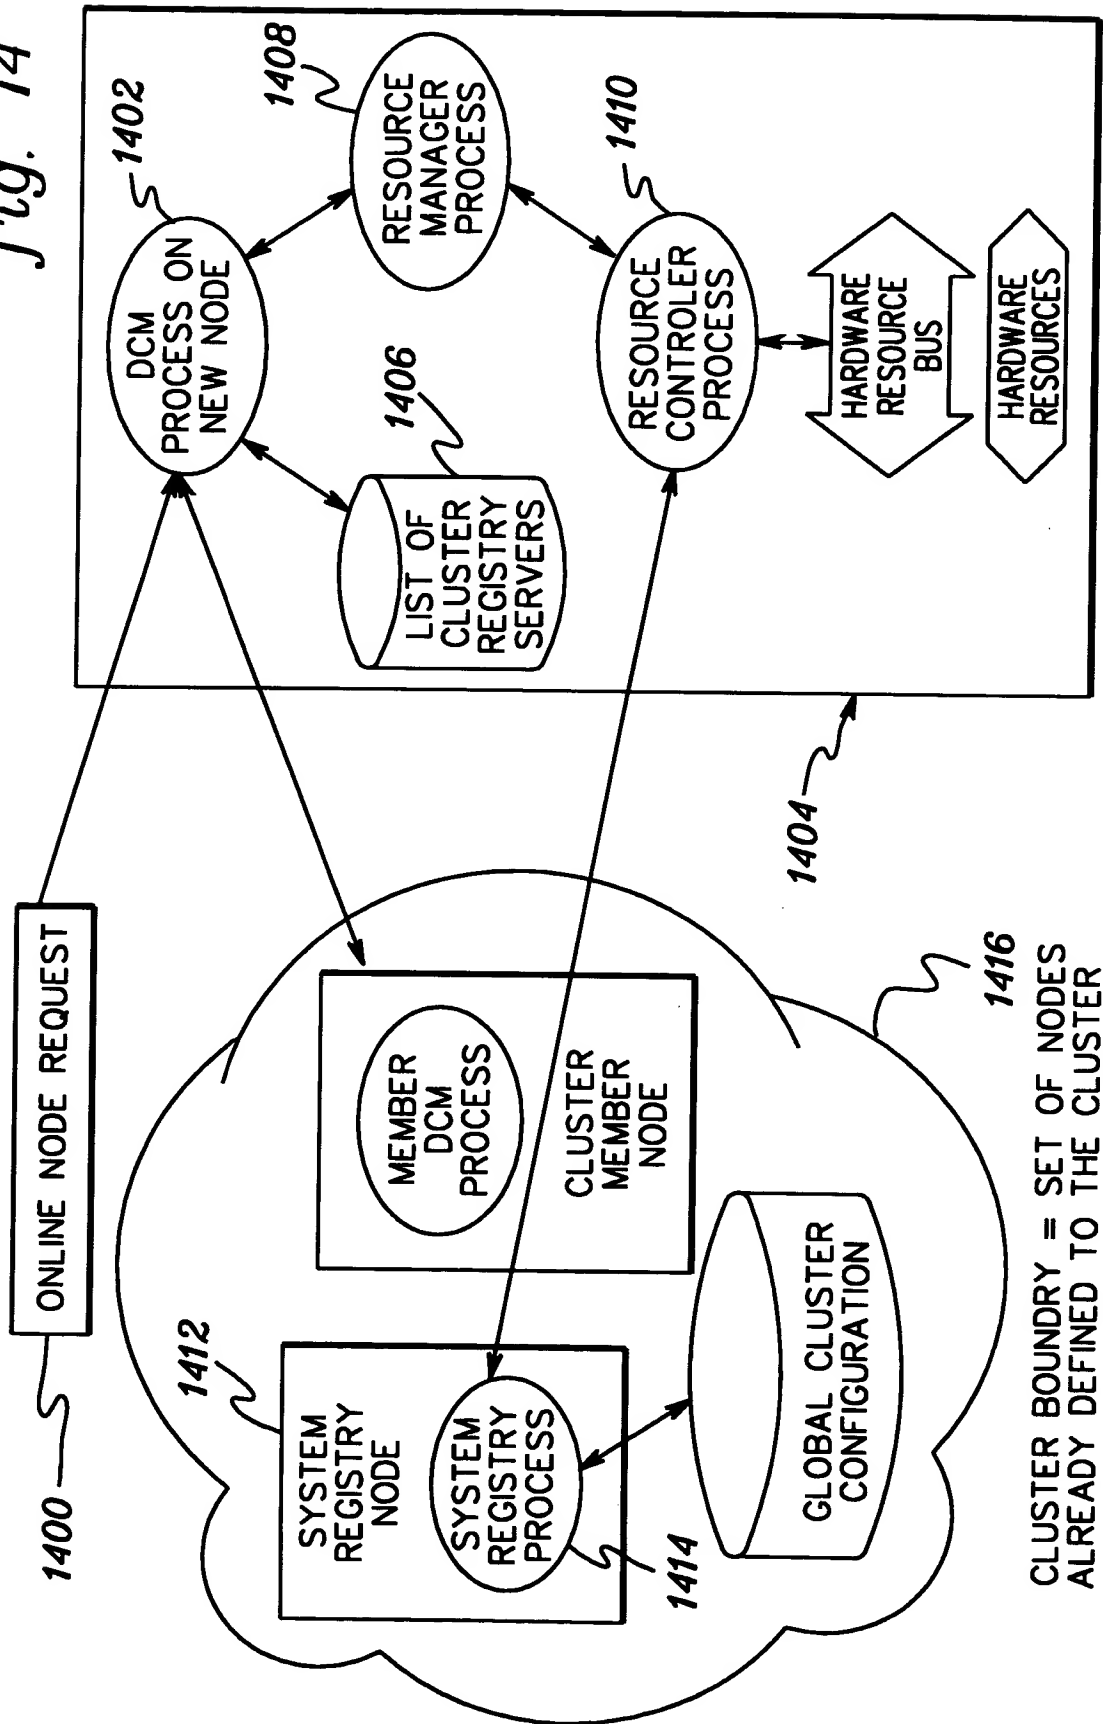 Fig. 14
1400
ONLINE NODE REQUEST
1402
DCM
PROCESS ON
NEW NODE
1408
RESOURCE
MANAGER
PROCESS
1406
LIST OF
CLUSTER
REGISTRY
SERVERS
1410
RESOURCE
CONTROLER
PROCESS
HARDWARE
RESOURCE
BUS
HARDWARE
RESOURCES
1404
1412
SYSTEM
REGISTRY
NODE
SYSTEM
REGISTRY
PROCESS
1414
MEMBER
DCM
PROCESS
CLUSTER
MEMBER
NODE
GLOBAL CLUSTER
CONFIGURATION
1416
CLUSTER BOUNDRY = SET OF NODES
ALREADY DEFINED TO THE CLUSTER